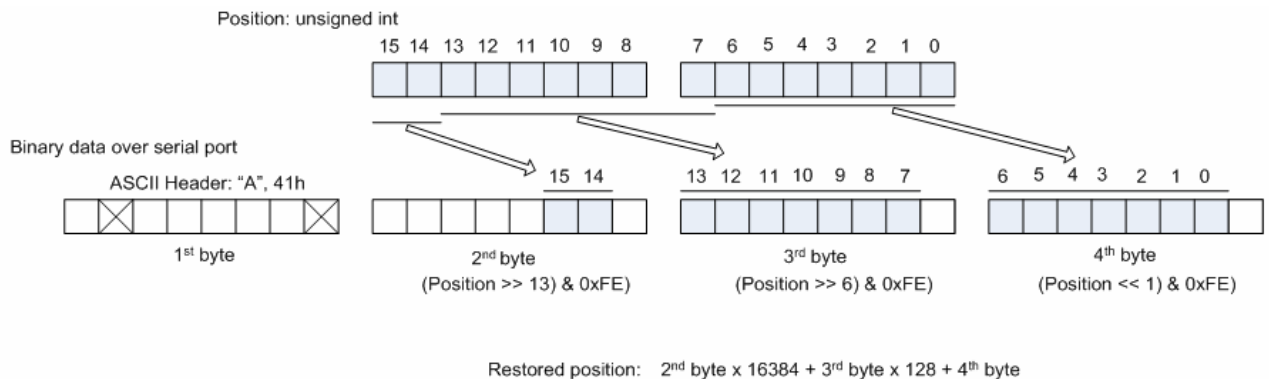 Position: unsigned int
15 14 13 12 11 10 9 8 7 6 5 4 3 2 1 0
Binary data over serial port
ASCII Header: “A”, 41h
15 14 13 12 11 10 9 8 7 6 5 4 3 2 1 0
1st byte 2nd byte 3rd byte 4th byte
(Position >> 13) & 0xFE) (Position >> 6) & 0xFE) (Position << 1) & 0xFE)
Restored position: 2nd byte x 16384 + 3rd byte x 128 + 4th byte